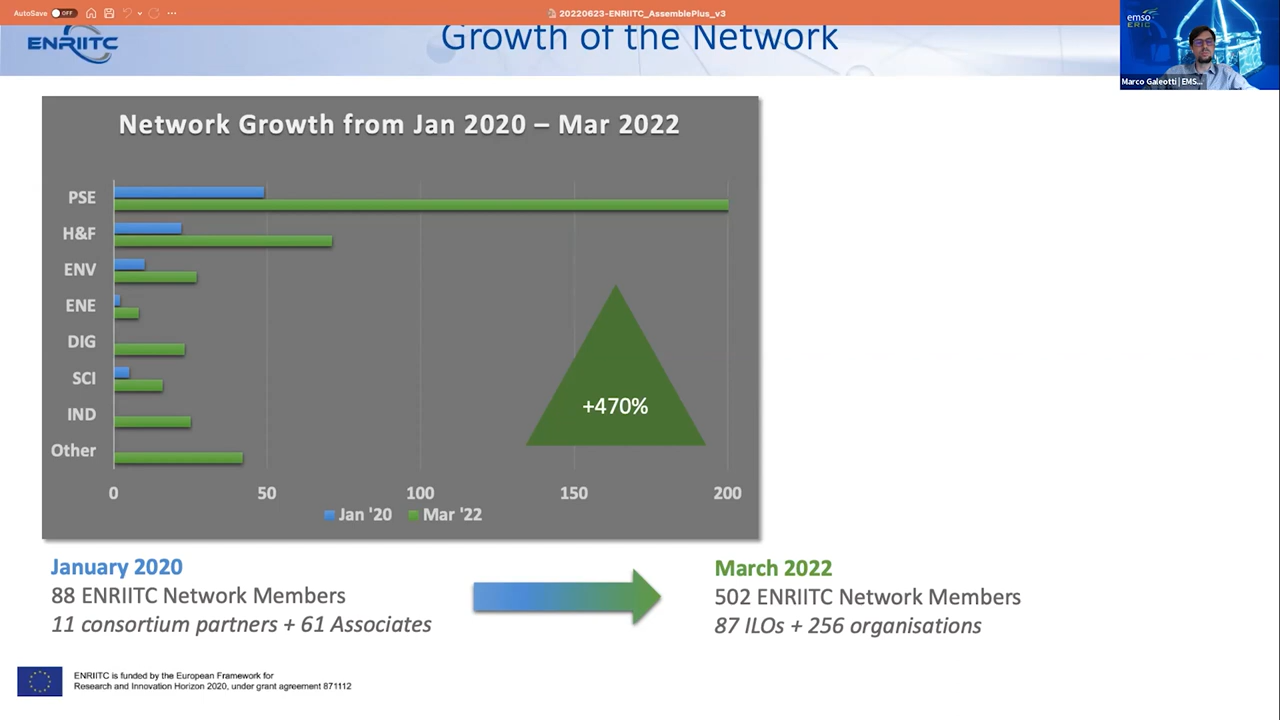 AutoSave OFF
20220623-ENRIITC_AssemblePlus_v3
ENRIITC
Growth of the Network
emso
ERIC
Marco Galeotti | EMS...
Network Growth from Jan 2020 – Mar 2022
PSE
H&F
ENV
ENE
DIG
SCI
IND
Other
+470%
0 50 100 150 200
Jan '20 Mar '22
January 2020
88 ENRIITC Network Members
11 consortium partners + 61 Associates
March 2022
502 ENRIITC Network Members
87 ILOs + 256 organisations
ENRIITC is funded by the European Framework for
Research and Innovation Horizon 2020, under grant agreement 871112